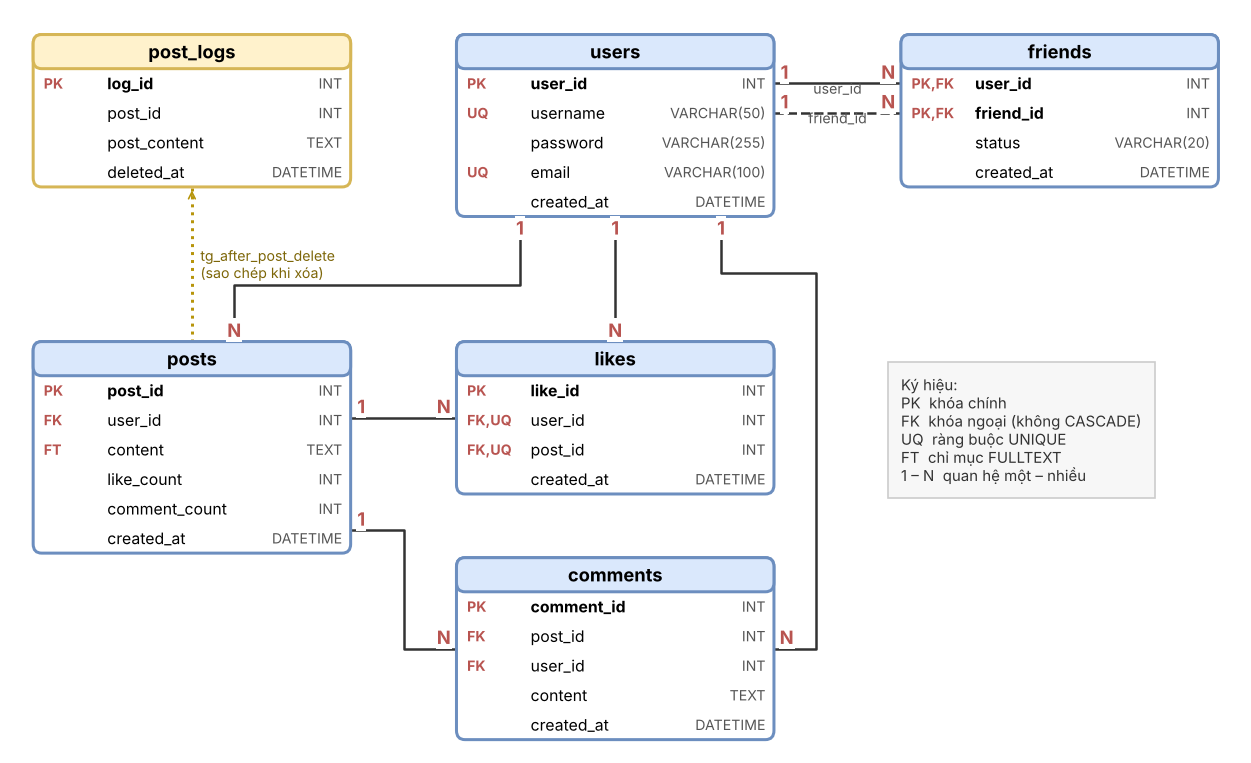 post_logs
PK log_id INT
post_id INT
post_content TEXT
deleted_at DATETIME
users
PK user_id INT
UQ username VARCHAR(50)
password VARCHAR(255)
UQ email VARCHAR(100)
created_at DATETIME
1 N
user_id
1 N
friend_id
friends
PK,FK user_id INT
PK,FK friend_id INT
status VARCHAR(20)
created_at DATETIME
1 1 1
tg_after_post_delete
(sao chép khi xóa)
N N
posts
PK post_id INT
FK user_id INT
FT content TEXT
like_count INT
comment_count INT
created_at DATETIME
1 N
likes
PK like_id INT
FK,UQ user_id INT
FK,UQ post_id INT
created_at DATETIME
Ký hiệu:
PK khóa chính
FK khóa ngoại (không CASCADE)
UQ ràng buộc UNIQUE
FT chỉ mục FULLTEXT
1 – N quan hệ một – nhiều
1
N N
comments
PK comment_id INT
FK post_id INT
FK user_id INT
content TEXT
created_at DATETIME